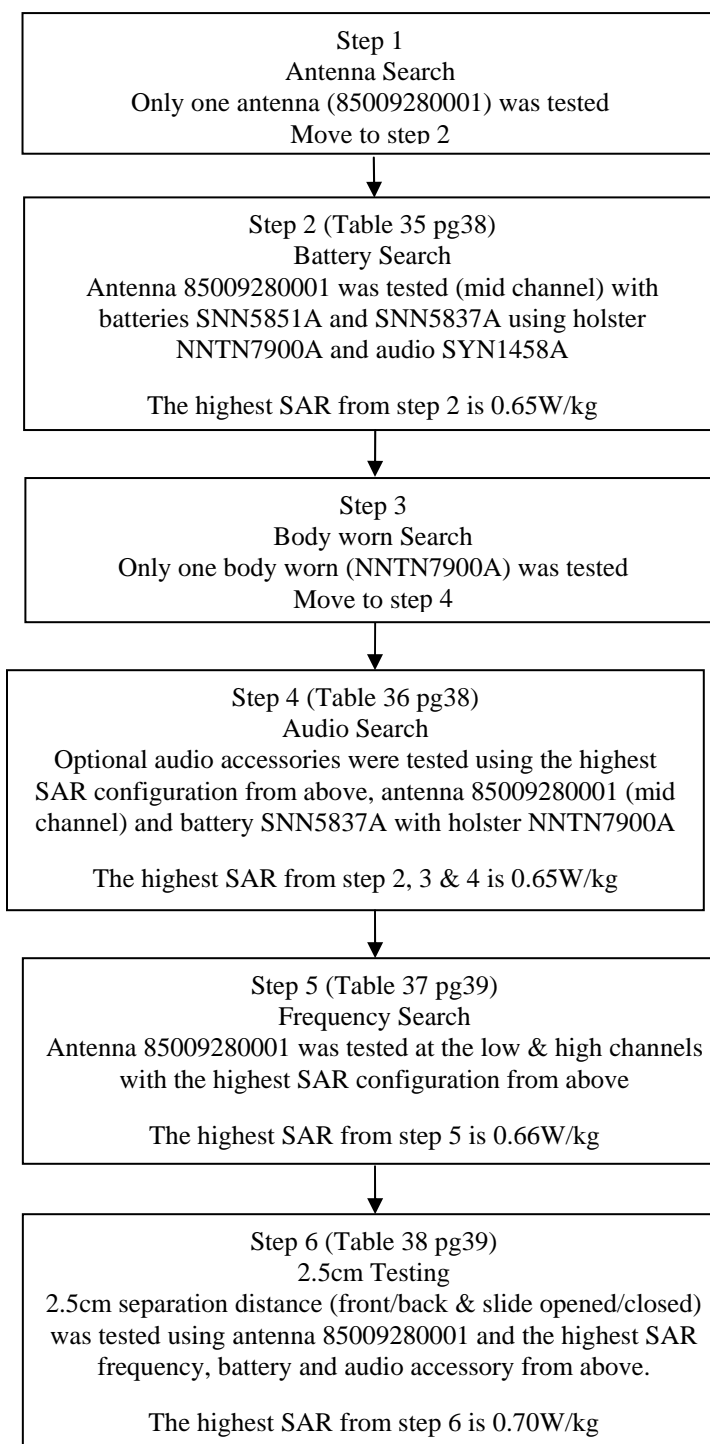 Step 1
Antenna Search
Only one antenna (85009280001) was tested
Move to step 2
Step 2 (Table 35 pg38)
Battery Search
Antenna 85009280001 was tested (mid channel) with
batteries SNN5851A and SNN5837A using holster
NNTN7900A and audio SYN1458A
The highest SAR from step 2 is 0.65W/kg
Step 3
Body worn Search
Only one body worn (NNTN7900A) was tested
Move to step 4
Step 4 (Table 36 pg38)
Audio Search
Optional audio accessories were tested using the highest
SAR configuration from above, antenna 85009280001 (mid
channel) and battery SNN5837A with holster NNTN7900A
The highest SAR from step 2, 3 & 4 is 0.65W/kg
Step 5 (Table 37 pg39)
Frequency Search
Antenna 85009280001 was tested at the low & high channels
with the highest SAR configuration from above
The highest SAR from step 5 is 0.66W/kg
Step 6 (Table 38 pg39)
2.5cm Testing
2.5cm separation distance (front/back & slide opened/closed)
was tested using antenna 85009280001 and the highest SAR
frequency, battery and audio accessory from above.
The highest SAR from step 6 is 0.70W/kg